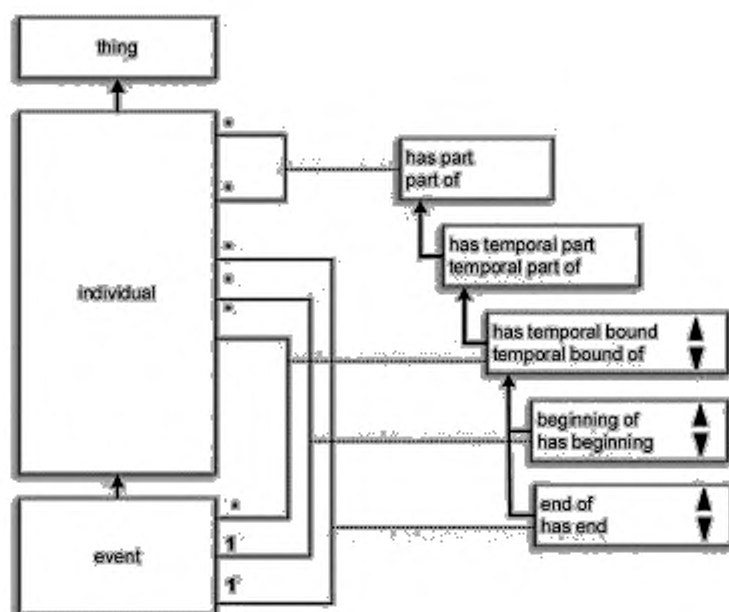 thing
*
has part
part of
*
has temporal part
temporal part of
*
*
individual
*
has temporal bound
temporal bound of
beginning of
has beginning
*
end of
has end
1
event
1